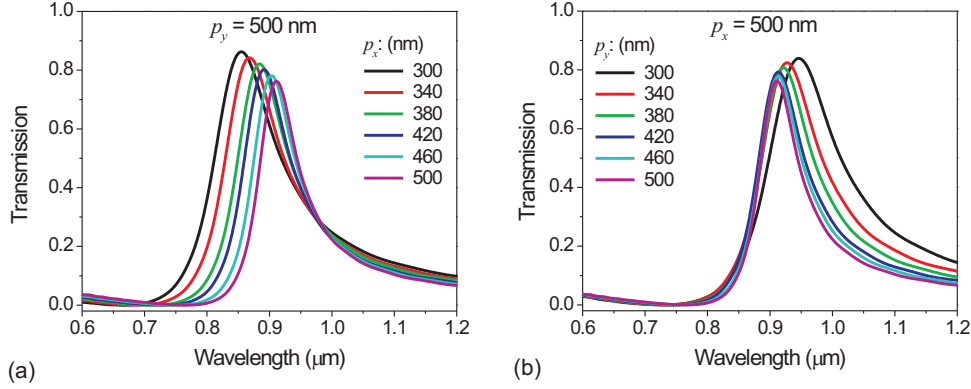 p_y = 500 nm
p_x: (nm)
300
340
380
420
460
500
Transmission
1.0
0.8
0.6
0.4
0.2
0.0
0.6 0.7 0.8 0.9 1.0 1.1 1.2
Wavelength (μm)
(a)
p_x = 500 nm
p_y: (nm)
300
340
380
420
460
500
Transmission
1.0
0.8
0.6
0.4
0.2
0.0
0.6 0.7 0.8 0.9 1.0 1.1 1.2
Wavelength (μm)
(b)